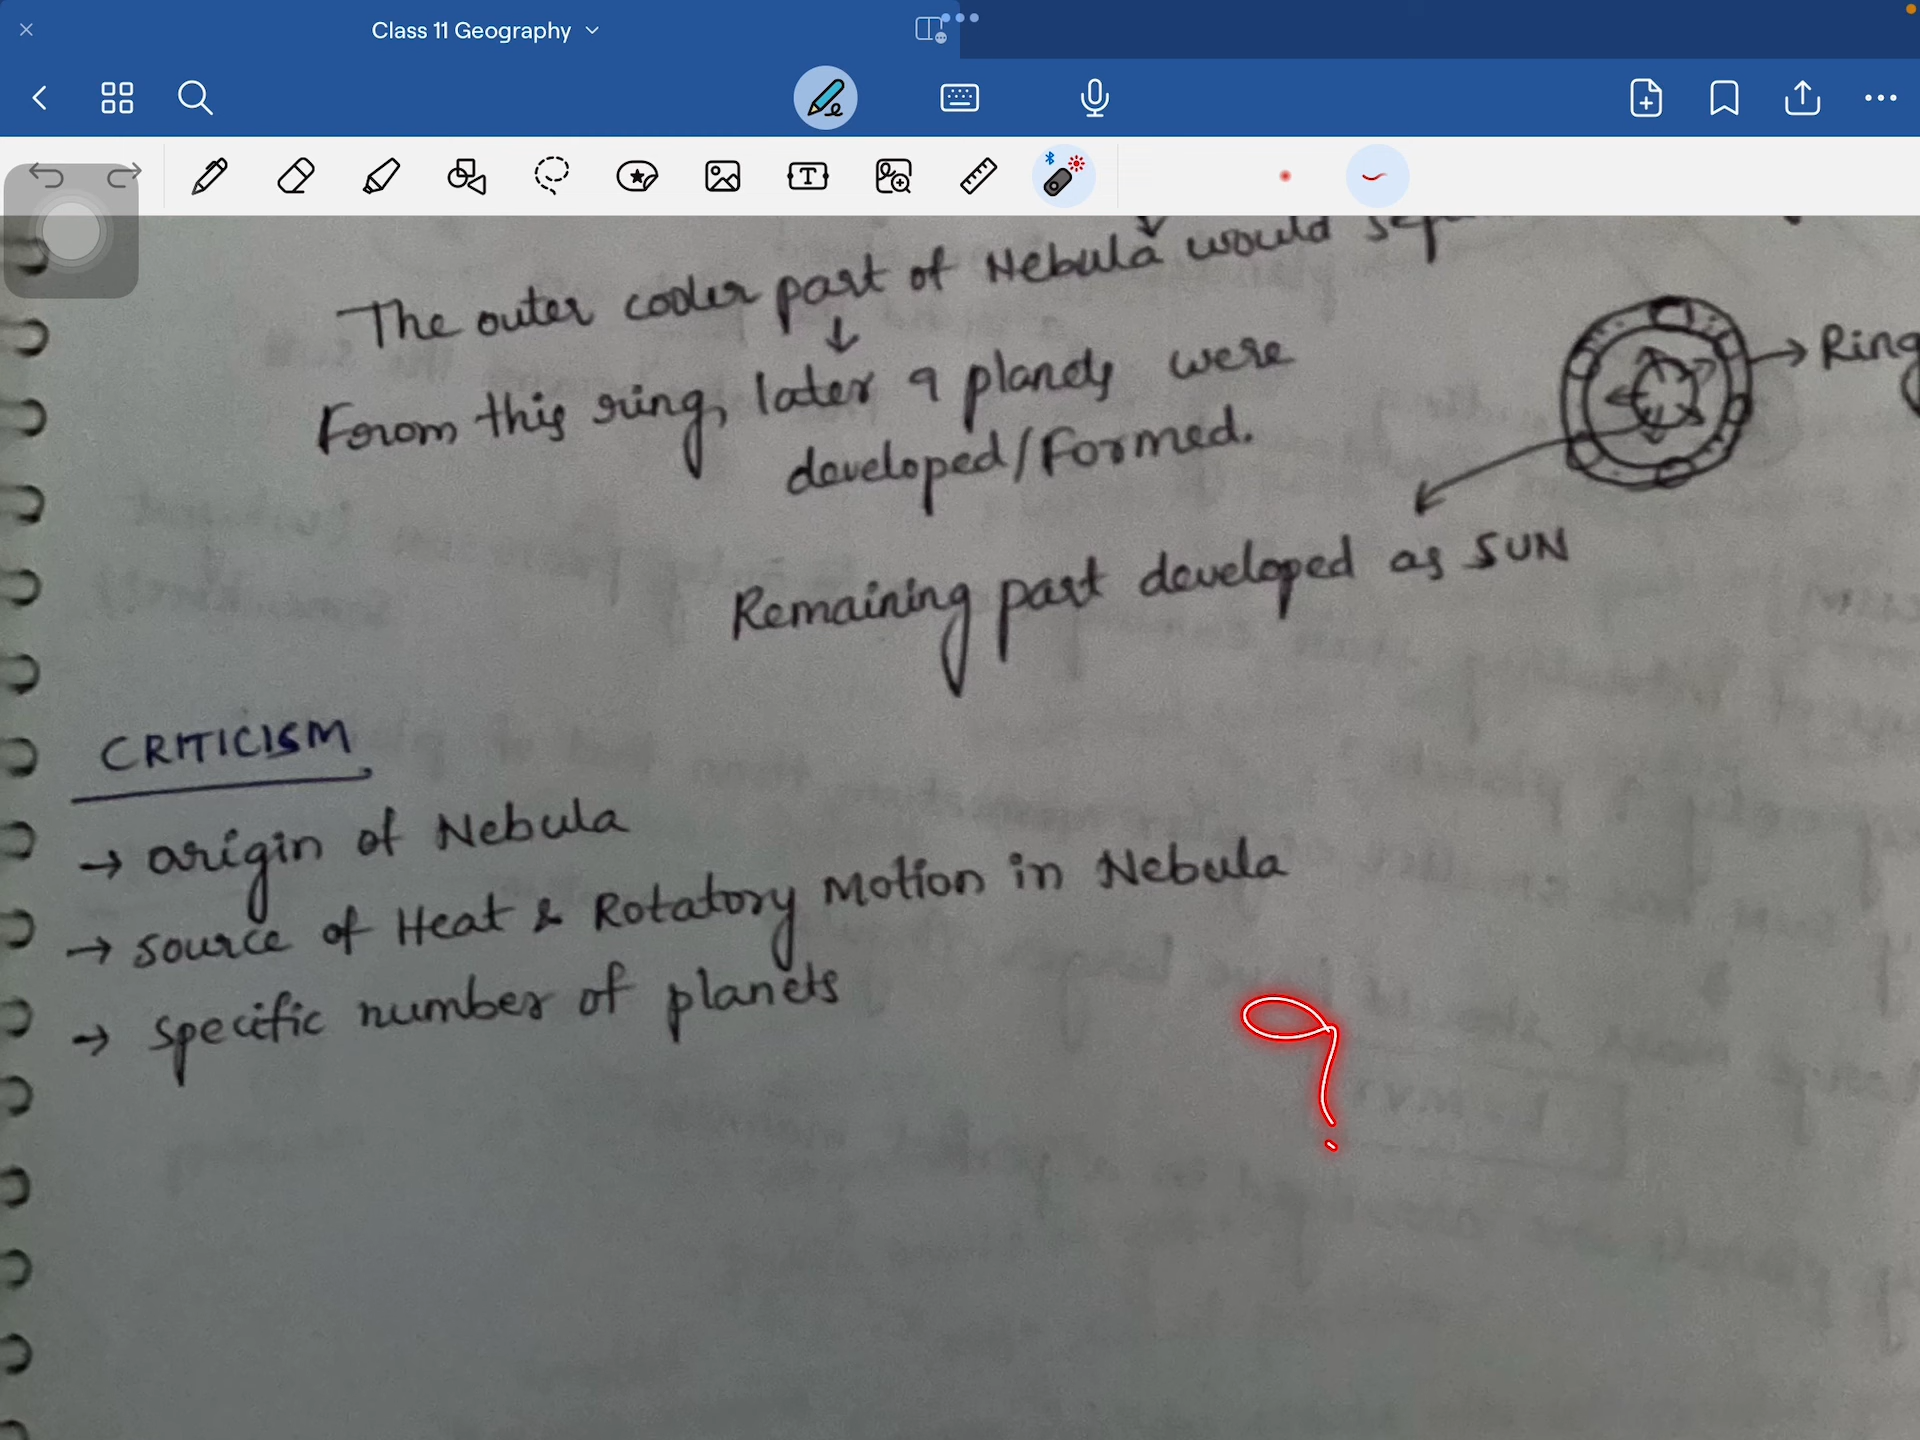 Class 11 Geography
T
The outer cooler part of Nebula would
↓
From this ring, later 9 planets were
developed/Formed.
→ Ring
Remaining part developed as SUN
CRITICISM
→ origin of Nebula
→ source of Heat & Rotatory Motion in Nebula
→ specific number of planets
?